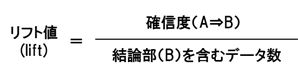 リフト値
(lift)
=
確信度(A⇒B)
結論部(B)を含むデータ数